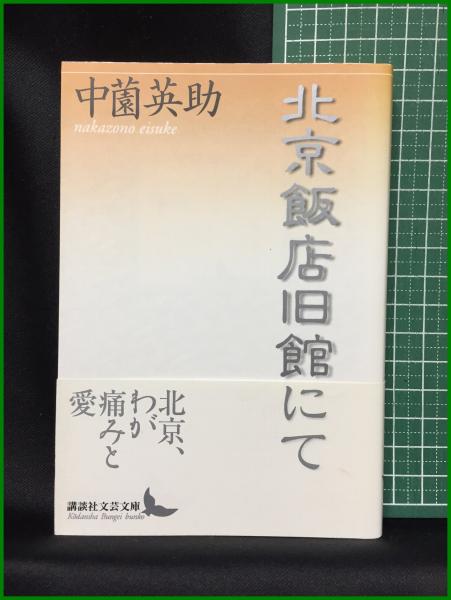 中薗英助
nakazono eisuke
北京飯店旧館にて
北京、
わが
痛みと
愛
講談社文芸文庫
Kōdansha Bungei bunko